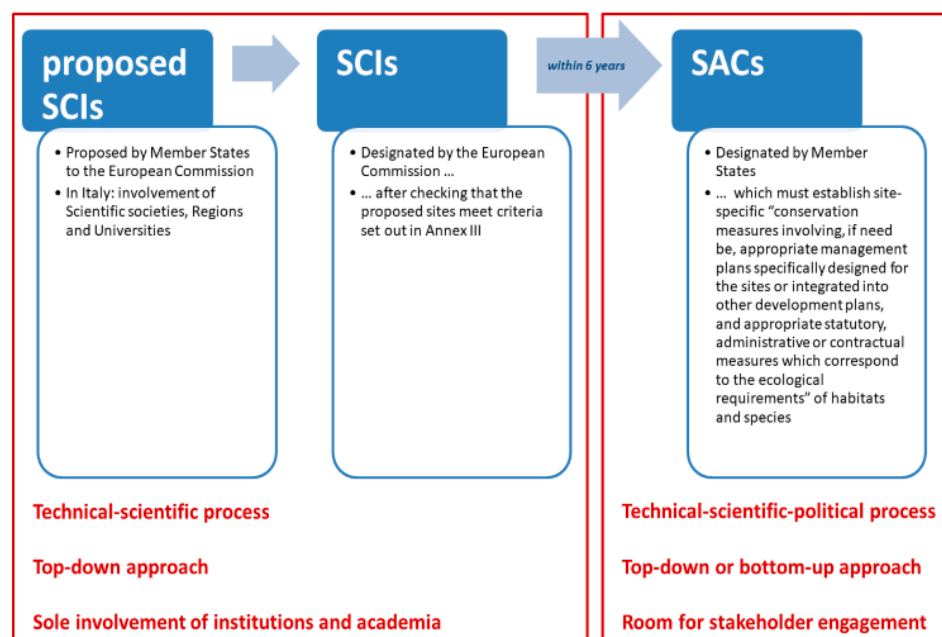 proposed
SCIs
• Proposed by Member States
to the European Commission
• In Italy: involvement of
Scientific societies, Regions
and Universities
SCIs
• Designated by the European
Commission ...
• ... after checking that the
proposed sites meet criteria
set out in Annex III
within 6 years
SACs
• Designated by Member
States
• ... which must establish site-
specific “conservation
measures involving, if need
be, appropriate management
plans specifically designed for
the sites or integrated into
other development plans,
and appropriate statutory,
administrative or contractual
measures which correspond
to the ecological
requirements” of habitats
and species
Technical-scientific process
Top-down approach
Sole involvement of institutions and academia
Technical-scientific-political process
Top-down or bottom-up approach
Room for stakeholder engagement